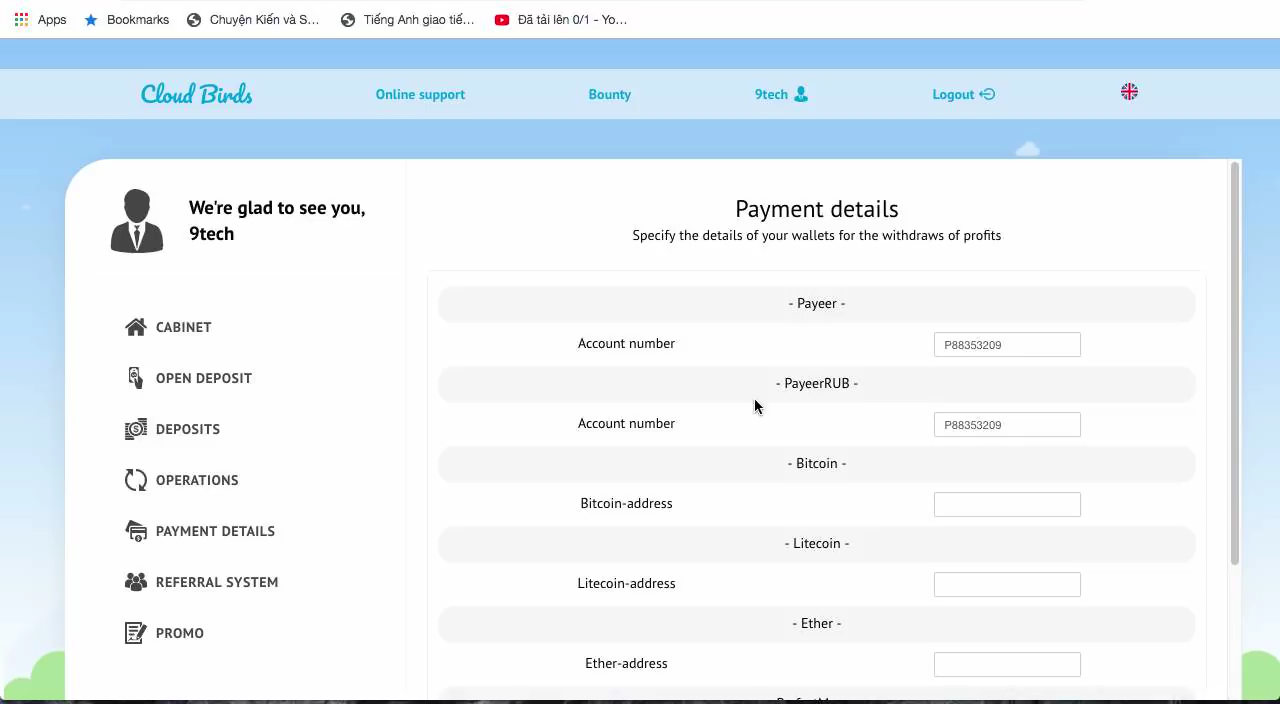 Apps
Bookmarks
Chuyện Kiến và S...
Tiếng Anh giao tiế...
Đã tải lên 0/1 - Yo...
Cloud Birds
Online support
Bounty
9tech
Logout
We're glad to see you,
9tech
CABINET
OPEN DEPOSIT
DEPOSITS
OPERATIONS
PAYMENT DETAILS
REFERRAL SYSTEM
PROMO
Payment details
Specify the details of your wallets for the withdraws of profits
- Payeer -
Account number
P88353209
- PayeerRUB -
Account number
P88353209
- Bitcoin -
Bitcoin-address
- Litecoin -
Litecoin-address
- Ether -
Ether-address